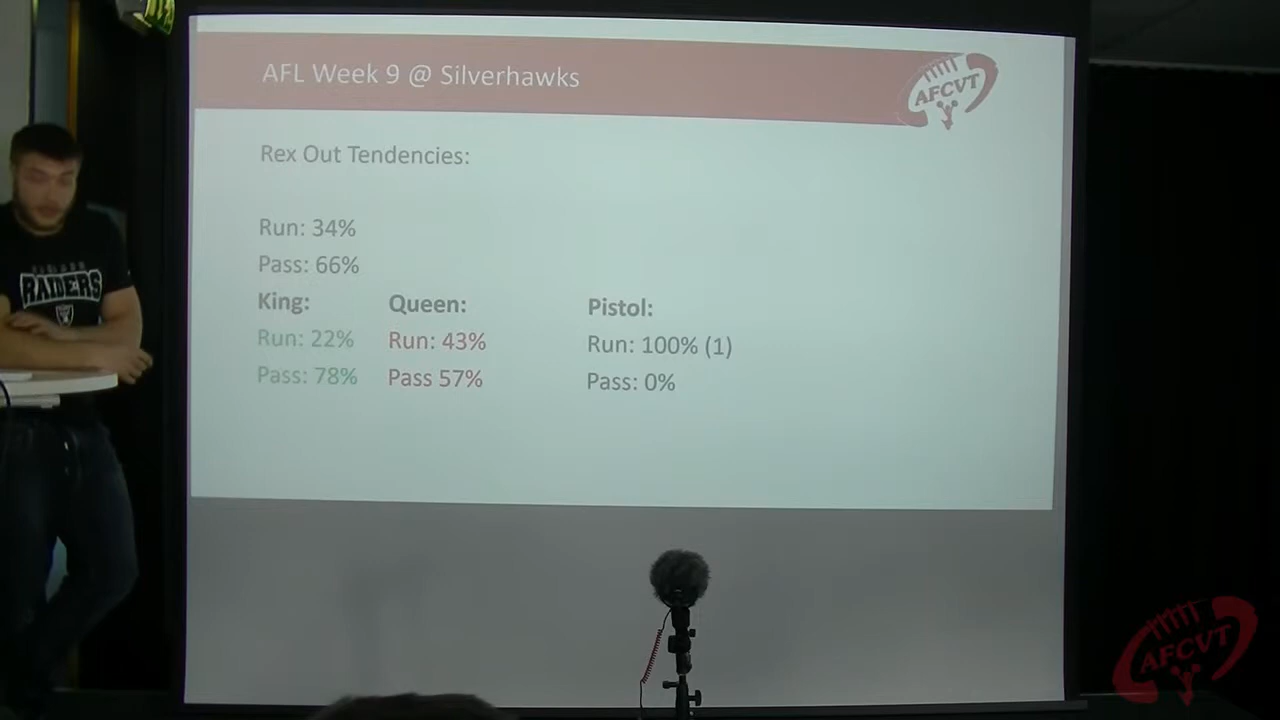 AFL Week 9 @ Silverhawks
AFCVT
Rex Out Tendencies:
Run: 34%
Pass: 66%
King: Queen: Pistol:
Run: 22% Run: 43% Run: 100% (1)
Pass: 78% Pass 57% Pass: 0%
RAIDERS
AFCVT